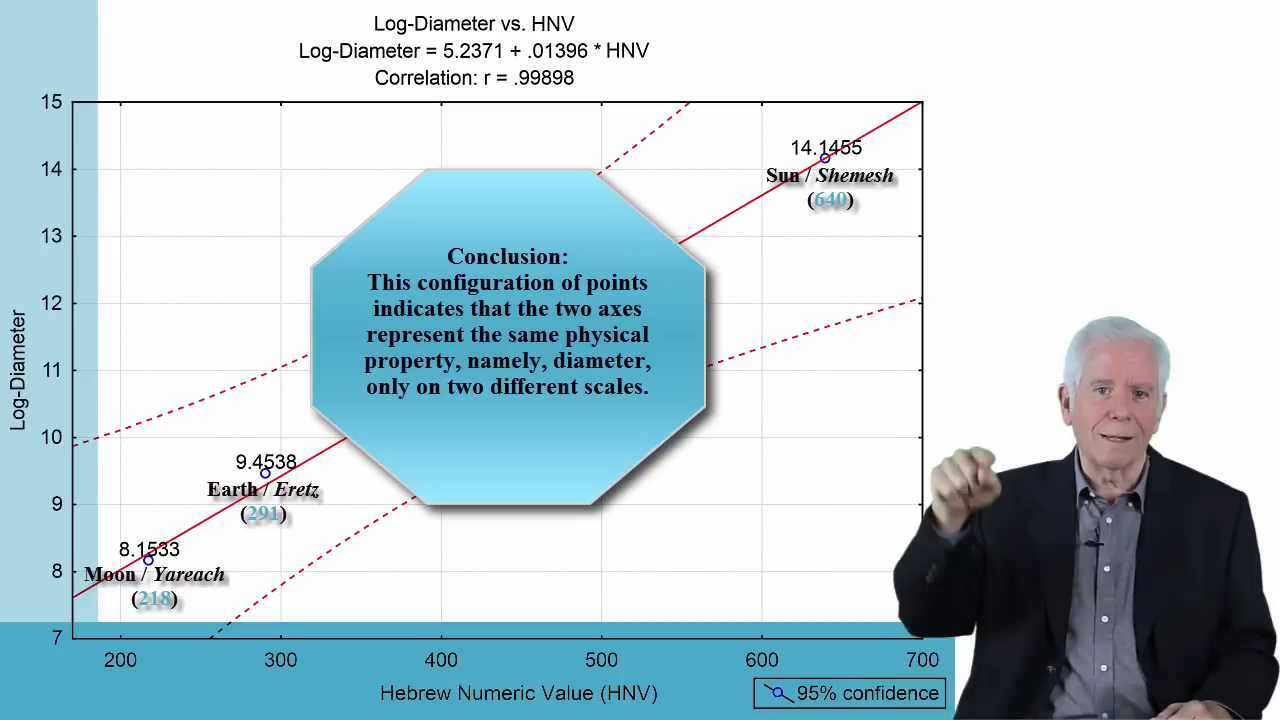 Log-Diameter vs. HNV
Log-Diameter = 5.2371 + .01396 * HNV
Correlation: r = .99898
15
14
13
12
11
10
9
8
7
Log-Diameter
14.1455
Sun / Shemesh
(640)
Conclusion:
This configuration of points
indicates that the two axes
represent the same physical
property, namely, diameter,
only on two different scales.
9.4538
Earth / Eretz
(291)
8.1533
Moon / Yareach
(218)
200 300 400 500 600 700
Hebrew Numeric Value (HNV)
95% confidence